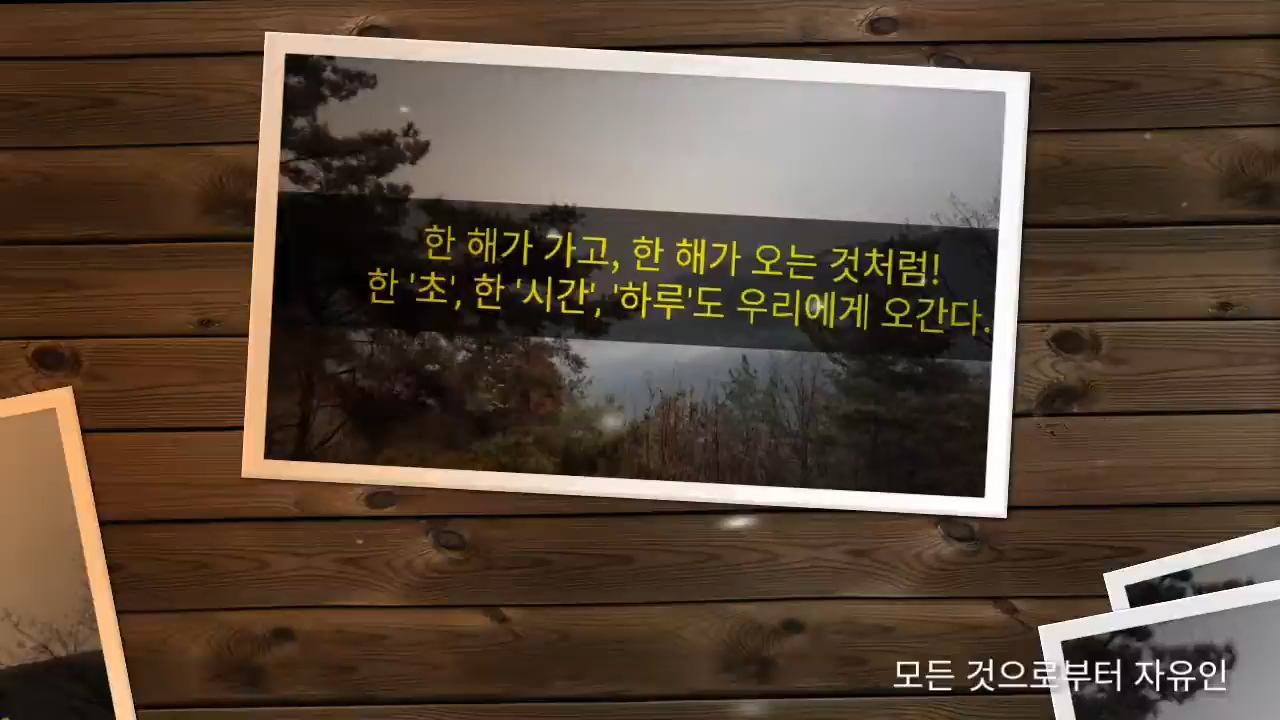 한 해가 가고, 한 해가 오는 것처럼!
한 '초', 한 '시간', '하루'도 우리에게 오간다.
모든 것으로부터 자유인